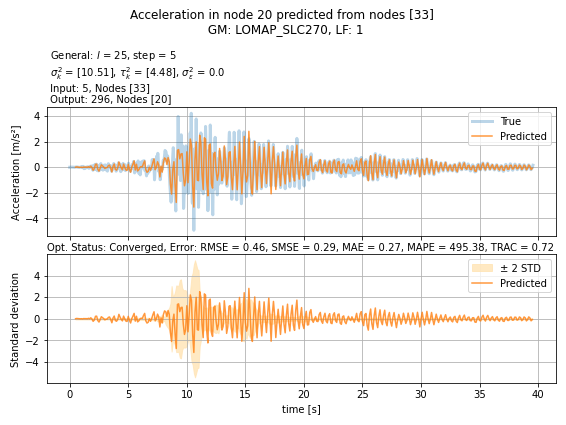 Acceleration in node 20 predicted from nodes [33]
GM: LOMAP_SLC270, LF: 1
General: l = 25, step = 5
σ²ₖ = [10.51], τ²ₖ = [4.48], σ²ₑ = 0.0
Input: 5, Nodes [33]
Output: 296, Nodes [20]
Acceleration [m/s²]
4
2
0
−2
−4
True
Predicted
Opt. Status: Converged, Error: RMSE = 0.46, SMSE = 0.29, MAE = 0.27, MAPE = 495.38, TRAC = 0.72
Standard deviation
4
2
0
−2
−4
± 2 STD
Predicted
0 5 10 15 20 25 30 35 40
time [s]